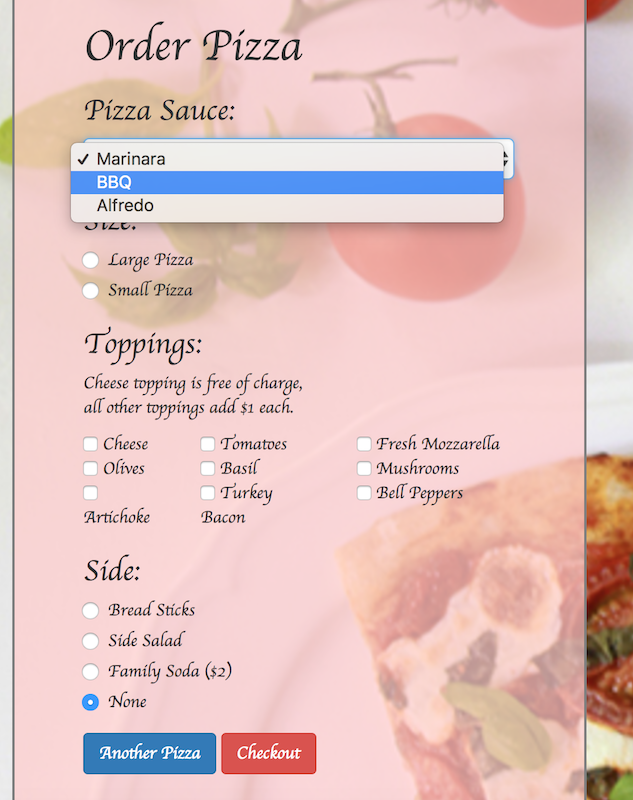 Order Pizza
Pizza Sauce:
✓ Marinara
BBQ
Alfredo
Size:
Large Pizza
Small Pizza
Toppings:
Cheese topping is free of charge,
all other toppings add $1 each.
Cheese Tomatoes Fresh Mozzarella
Olives Basil Mushrooms
Turkey Bell Peppers
Artichoke Bacon
Side:
Bread Sticks
Side Salad
Family Soda ($2)
None
Another Pizza Checkout